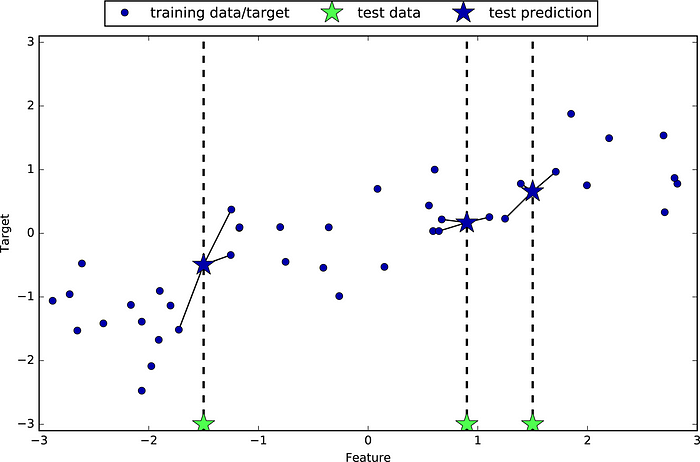 training data/target test data test prediction
3
2
1
0
−1
−2
−3
Target
−3 −2 −1 0 1 2 3
Feature